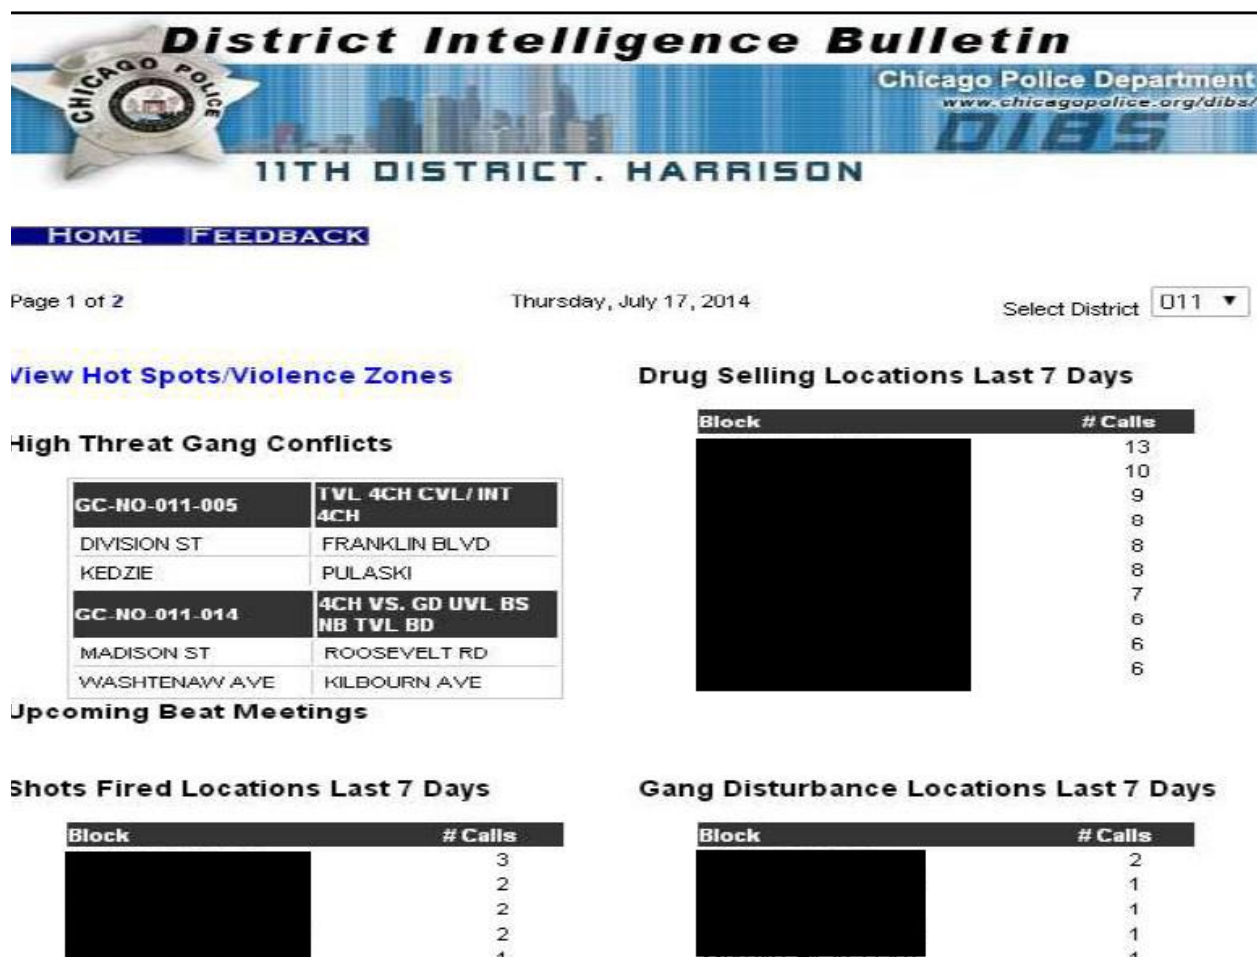 District Intelligence Bulletin
CHICAGO POLICE
Chicago Police Department
www.chicagopolice.org/dibs/
DIBS
11TH DISTRICT. HARRISON
HOME FEEDBACK
Page 1 of 2
Thursday, July 17, 2014
Select District 011 ▼
View Hot Spots/Violence Zones
High Threat Gang Conflicts
GC-NO-011-005 TVL 4CH CVL/ INT 4CH
DIVISION ST FRANKLIN BLVD
KEDZIE PULASKI
GC-NO-011-014 4CH VS. GD UVL BS NB TVL BD
MADISON ST ROOSEVELT RD
WASHTENAW AVE KILBOURN AVE
Upcoming Beat Meetings
Drug Selling Locations Last 7 Days
Block # Calls
13
10
9
8
8
8
7
6
6
6
Shots Fired Locations Last 7 Days
Block # Calls
3
2
2
2
Gang Disturbance Locations Last 7 Days
Block # Calls
2
1
1
1